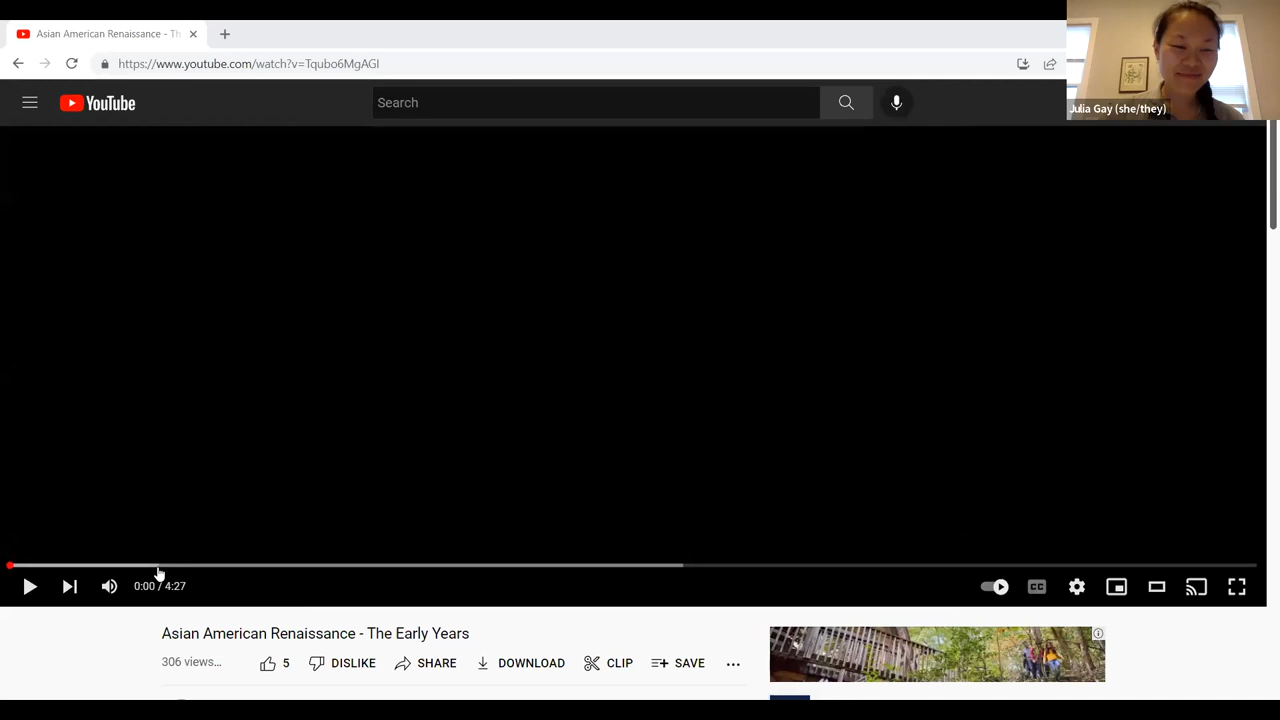 Asian American Renaissance - Th
https://www.youtube.com/watch?v=Tqubo6MgAGI
YouTube
Search
Julia Gay (she/they)
0:00 / 4:27
CC
Asian American Renaissance - The Early Years
306 views...
5
DISLIKE
SHARE
DOWNLOAD
CLIP
SAVE